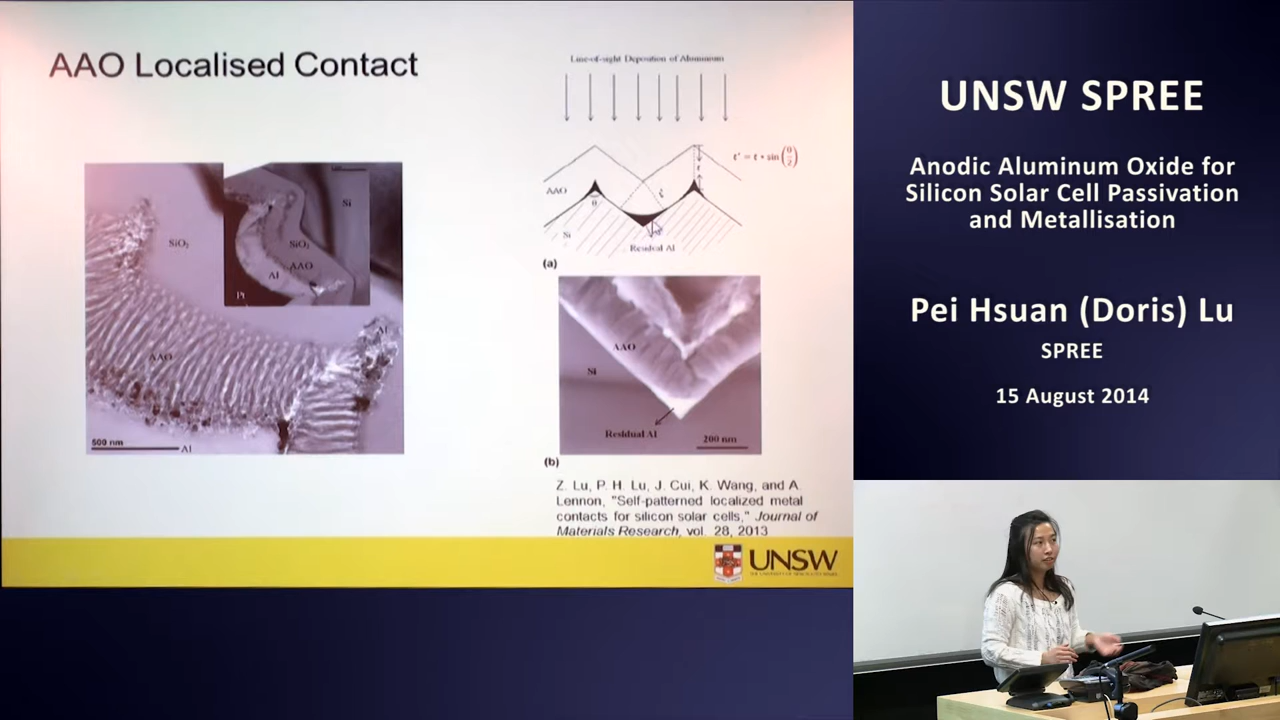 AAO Localised Contact
Line-of-sight Deposition of Aluminium
t' = t * sin(θ/2)
t
AAO
θ
Si
Residual Al
(a)
SiO₂
Si
SiO₂
AAO
Al
Pt
AAO
Al
500 nm
Al
AAO
Si
Residual Al
200 nm
(b)
Z. Lu, P. H. Lu, J. Cui, K. Wang, and A.
Lennon, "Self-patterned localized metal
contacts for silicon solar cells," Journal of
Materials Research, vol. 28, 2013
UNSW
UNSW SPREE
Anodic Aluminum Oxide for
Silicon Solar Cell Passivation
and Metallisation
Pei Hsuan (Doris) Lu
SPREE
15 August 2014